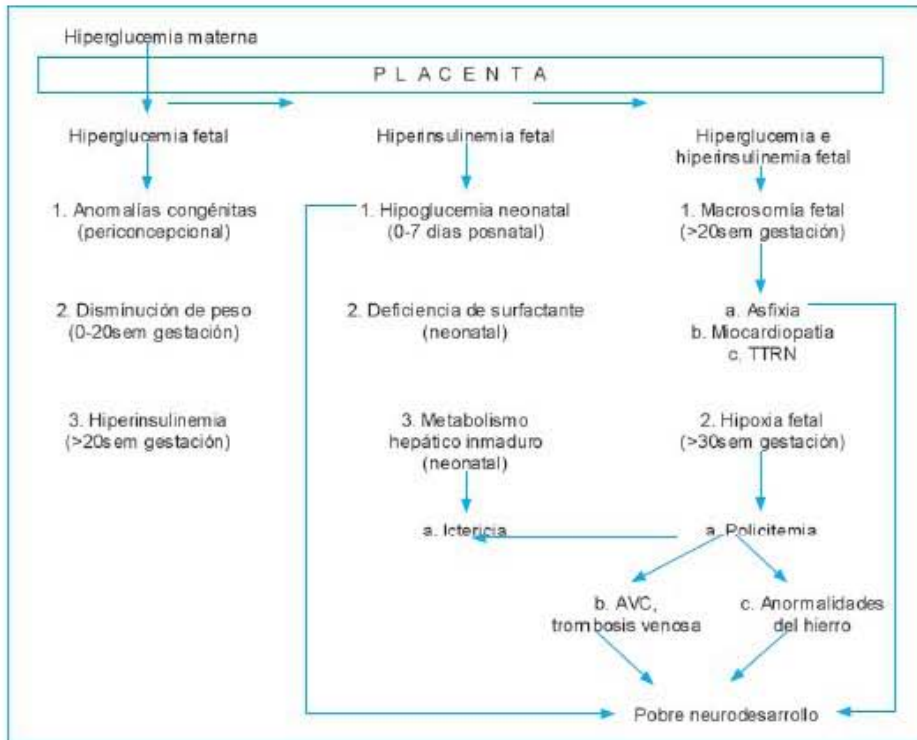 Hiperglucemia materna
PLACENTA
Hiperglucemia fetal
1. Anomalías congénitas
(periconcepcional)
2. Disminución de peso
(0-20sem gestación)
3. Hiperinsulinemia
(>20sem gestación)
Hiperinsulinemia fetal
1. Hipoglucemia neonatal
(0-7 días posnatal)
2. Deficiencia de surfactante
(neonatal)
3. Metabolismo
hepático inmaduro
(neonatal)
a. Ictericia
Hiperglucemia e
hiperinsulinemia fetal
1. Macrosomía fetal
(>20sem gestación)
a. Asfixia
b. Miocardiopatía
c. TTRN
2. Hipoxia fetal
(>30sem gestación)
a. Policitemia
b. AVC,
trombosis venosa
c. Anormalidades
del hierro
Pobre neurodesarrollo